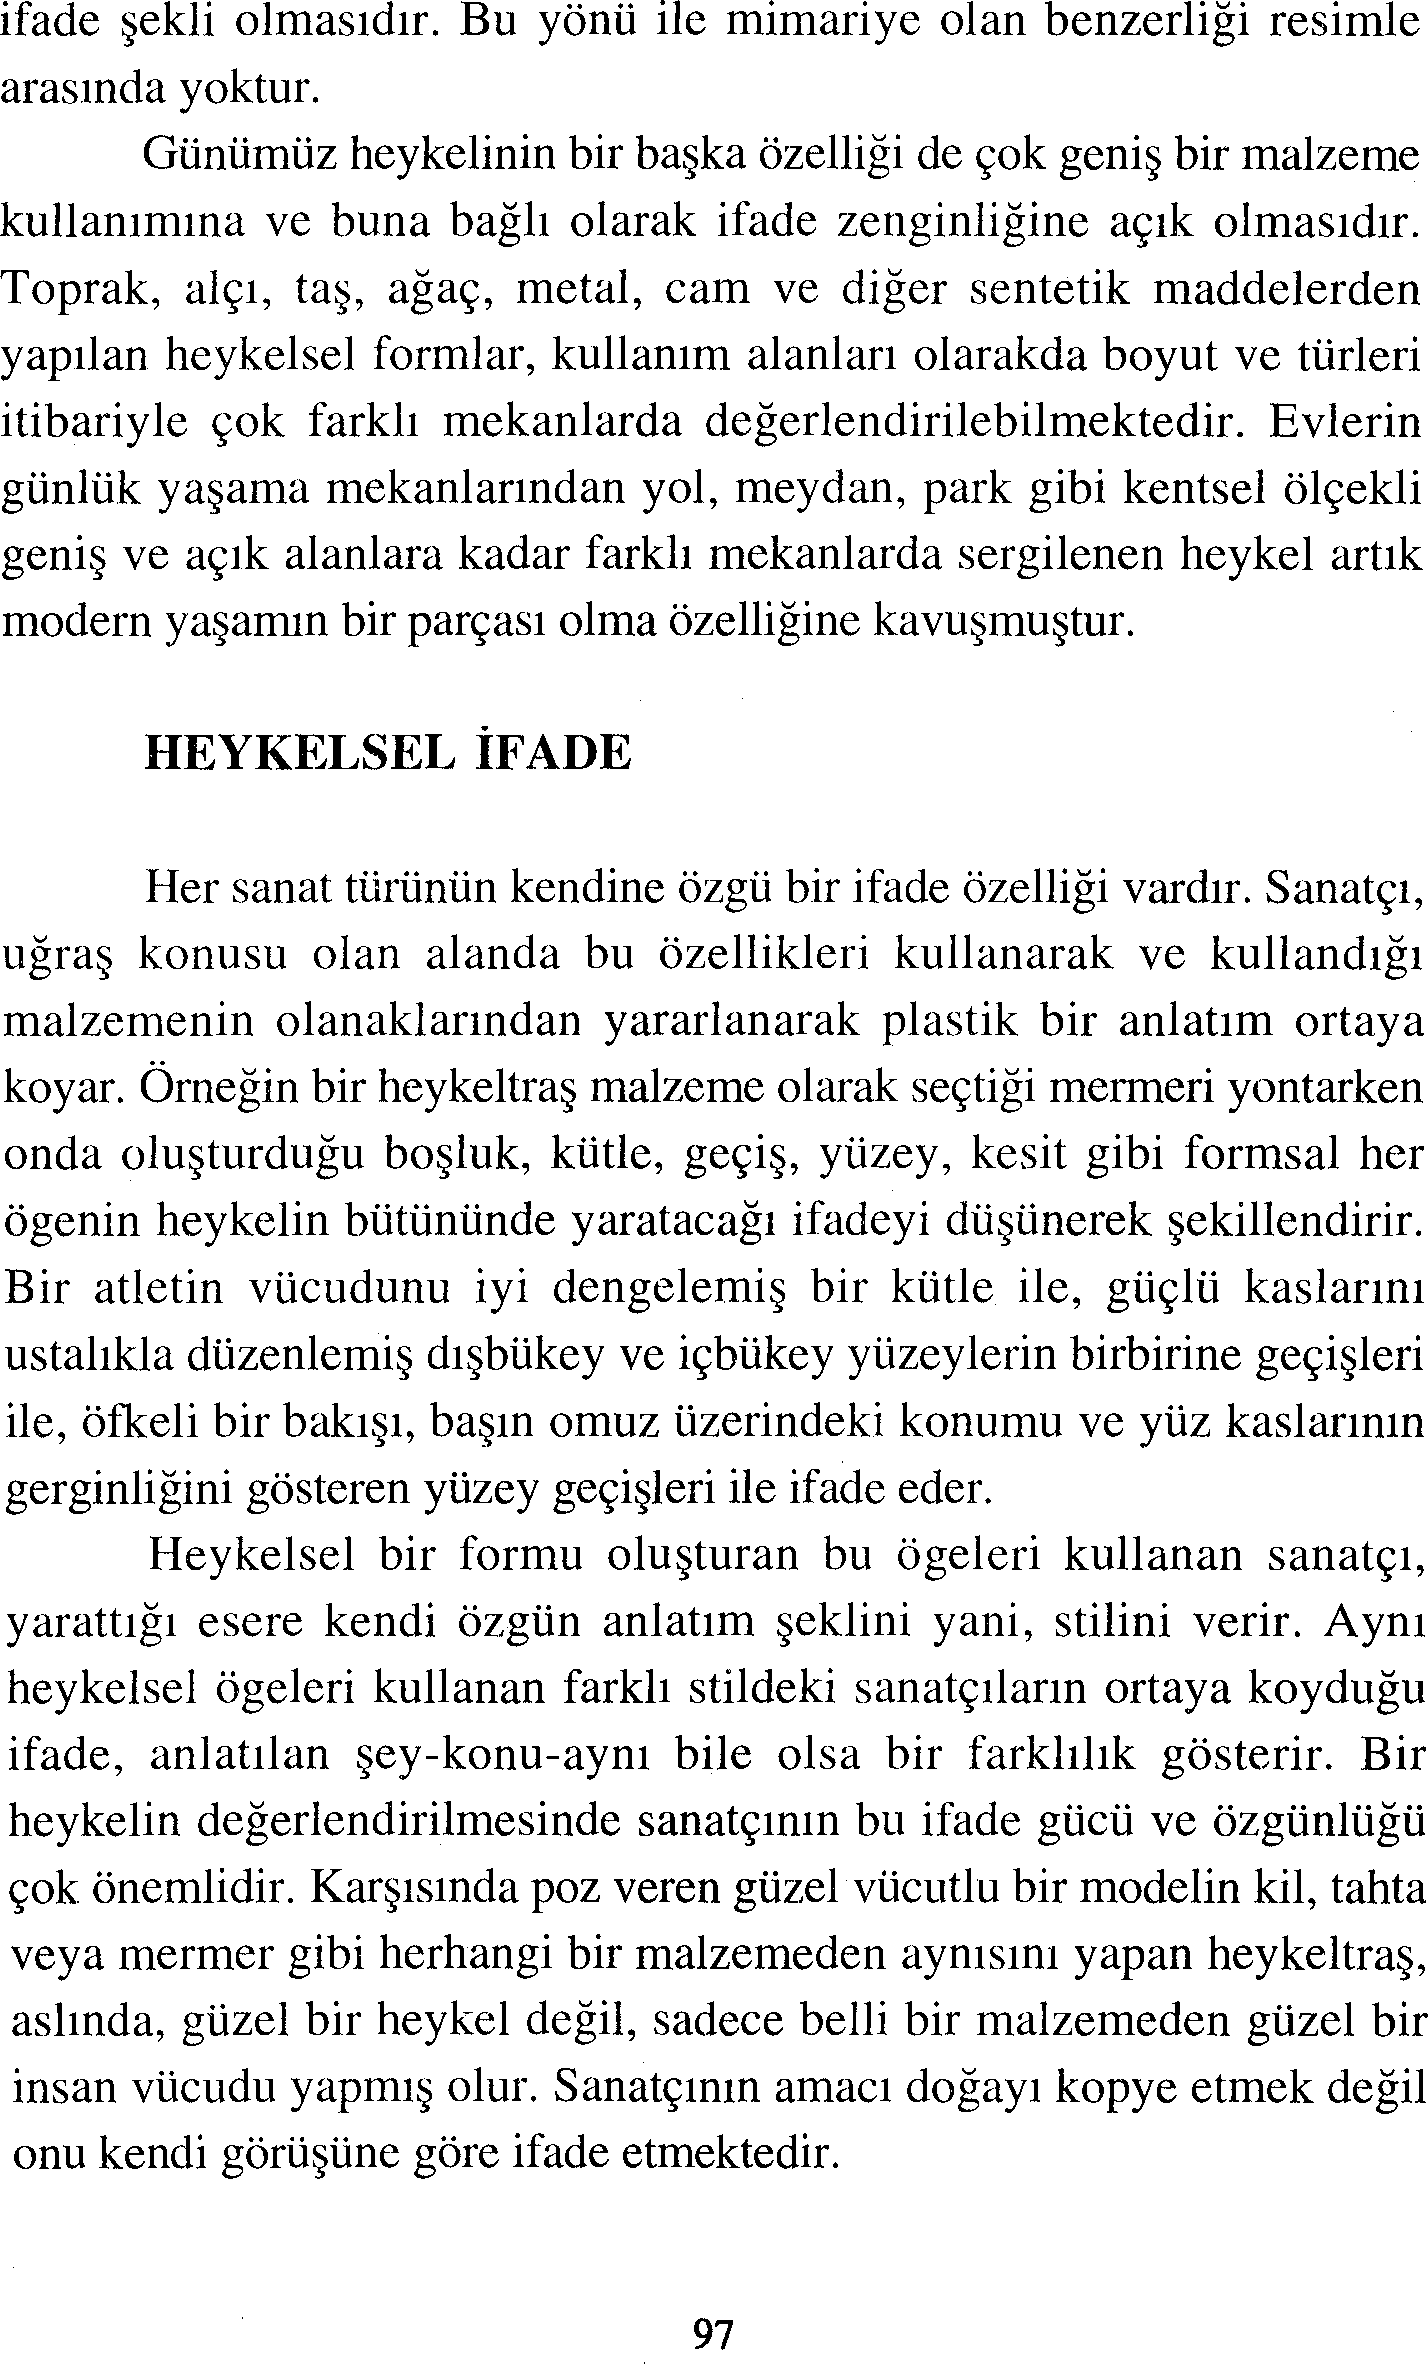 ifade şekli olmasıdır. Bu yönü ile mimariye olan benzerliği resimle
arasında yoktur.
Günümüz heykelinin bir başka özelliği de çok geniş bir malzeme
kullanımına ve buna bağlı olarak ifade zenginliğine açık olmasıdır.
Toprak, alçı, taş, ağaç, metal, cam ve diğer sentetik maddelerden
yapılan heykelsel formlar, kullanım alanları olarakda boyut ve türleri
itibariyle çok farklı mekanlarda değerlendirilebilmektedir. Evlerin
günlük yaşama mekanlarından yol, meydan, park gibi kentsel ölçekli
geniş ve açık alanlara kadar farklı mekanlarda sergilenen heykel artık
modern yaşamın bir parçası olma özelliğine kavuşmuştur.
HEYKELSEL İFADE
Her sanat türünün kendine özgü bir ifade özelliği vardır. Sanatçı,
uğraş konusu olan alanda bu özellikleri kullanarak ve kullandığı
malzemenin olanaklarından yararlanarak plastik bir anlatım ortaya
koyar. Örneğin bir heykeltraş malzeme olarak seçtiği mermeri yontarken
onda oluşturduğu boşluk, kütle, geçiş, yüzey, kesit gibi formsal her
ögenin heykelin bütününde yaratacağı ifadeyi düşünerek şekillendirir.
Bir atletin vücudunu iyi dengelemiş bir kütle ile, güçlü kaslarını
ustalıkla düzenlemiş dışbükey ve içbükey yüzeylerin birbirine geçişleri
ile, öfkeli bir bakışı, başın omuz üzerindeki konumu ve yüz kaslarının
gerginliğini gösteren yüzey geçişleri ile ifade eder.
Heykelsel bir formu oluşturan bu ögeleri kullanan sanatçı,
yarattığı esere kendi özgün anlatım şeklini yani, stilini verir. Aynı
heykelsel ögeleri kullanan farklı stildeki sanatçıların ortaya koyduğu
ifade, anlatılan şey-konu-aynı bile olsa bir farklılık gösterir. Bir
heykelin değerlendirilmesinde sanatçının bu ifade gücü ve özgünlüğü
çok önemlidir. Karşısında poz veren güzel vücutlu bir modelin kil, tahta
veya mermer gibi herhangi bir malzemeden aynısını yapan heykeltraş,
aslında, güzel bir heykel değil, sadece belli bir malzemeden güzel bir
insan vücudu yapmış olur. Sanatçının amacı doğayı kopye etmek değil
onu kendi görüşüne göre ifade etmektedir.
97